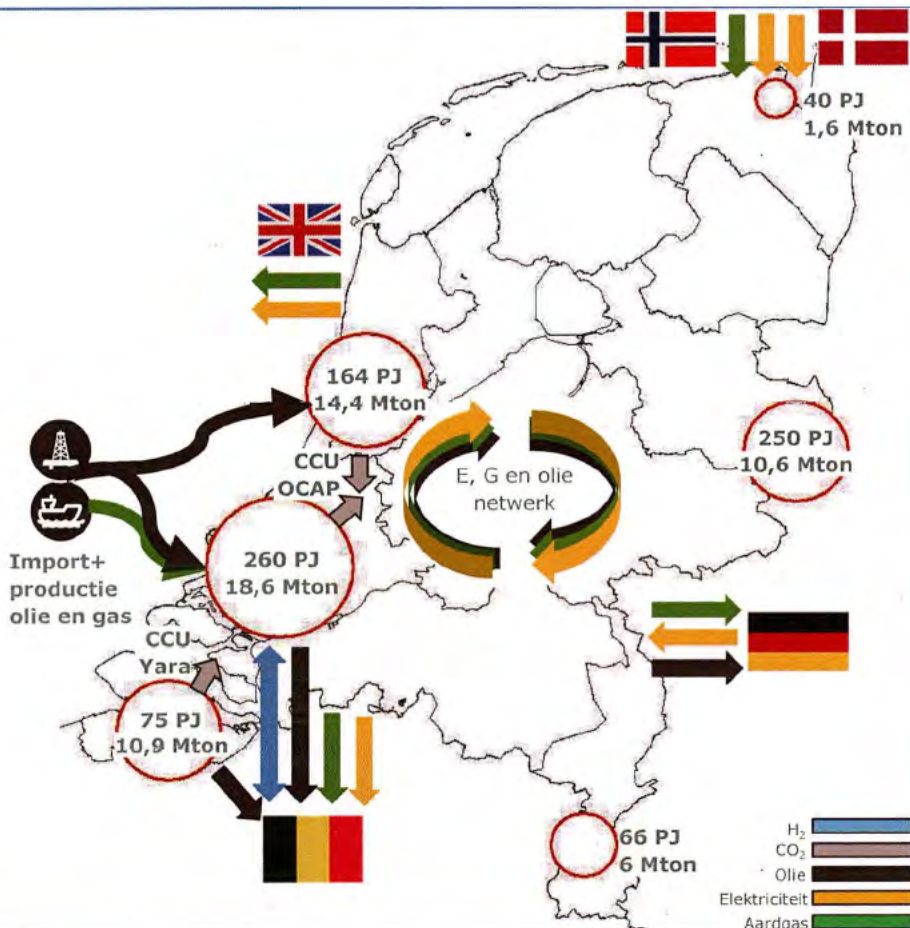 40 PJ
1,6 Mton
164 PJ
14,4 Mton
CCU
OCAP
E, G en olie
netwerk
250 PJ
10,6 Mton
260 PJ
18,6 Mton
Import+
productie
olie en gas
CCU
Yara
75 PJ
10,9 Mton
66 PJ
6 Mton
H₂
CO₂
Olie
Elektriciteit
Aardgas